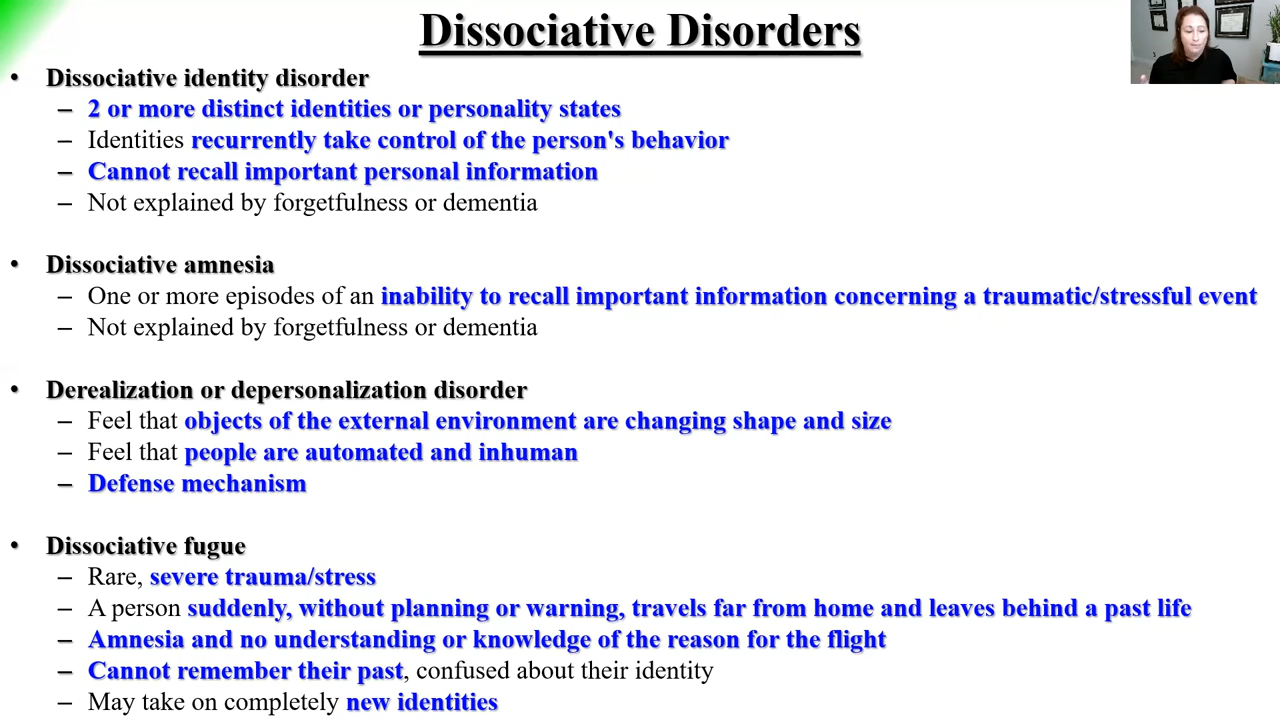 Dissociative Disorders
• Dissociative identity disorder
– 2 or more distinct identities or personality states
– Identities recurrently take control of the person's behavior
– Cannot recall important personal information
– Not explained by forgetfulness or dementia
• Dissociative amnesia
– One or more episodes of an inability to recall important information concerning a traumatic/stressful event
– Not explained by forgetfulness or dementia
• Derealization or depersonalization disorder
– Feel that objects of the external environment are changing shape and size
– Feel that people are automated and inhuman
– Defense mechanism
• Dissociative fugue
– Rare, severe trauma/stress
– A person suddenly, without planning or warning, travels far from home and leaves behind a past life
– Amnesia and no understanding or knowledge of the reason for the flight
– Cannot remember their past, confused about their identity
– May take on completely new identities